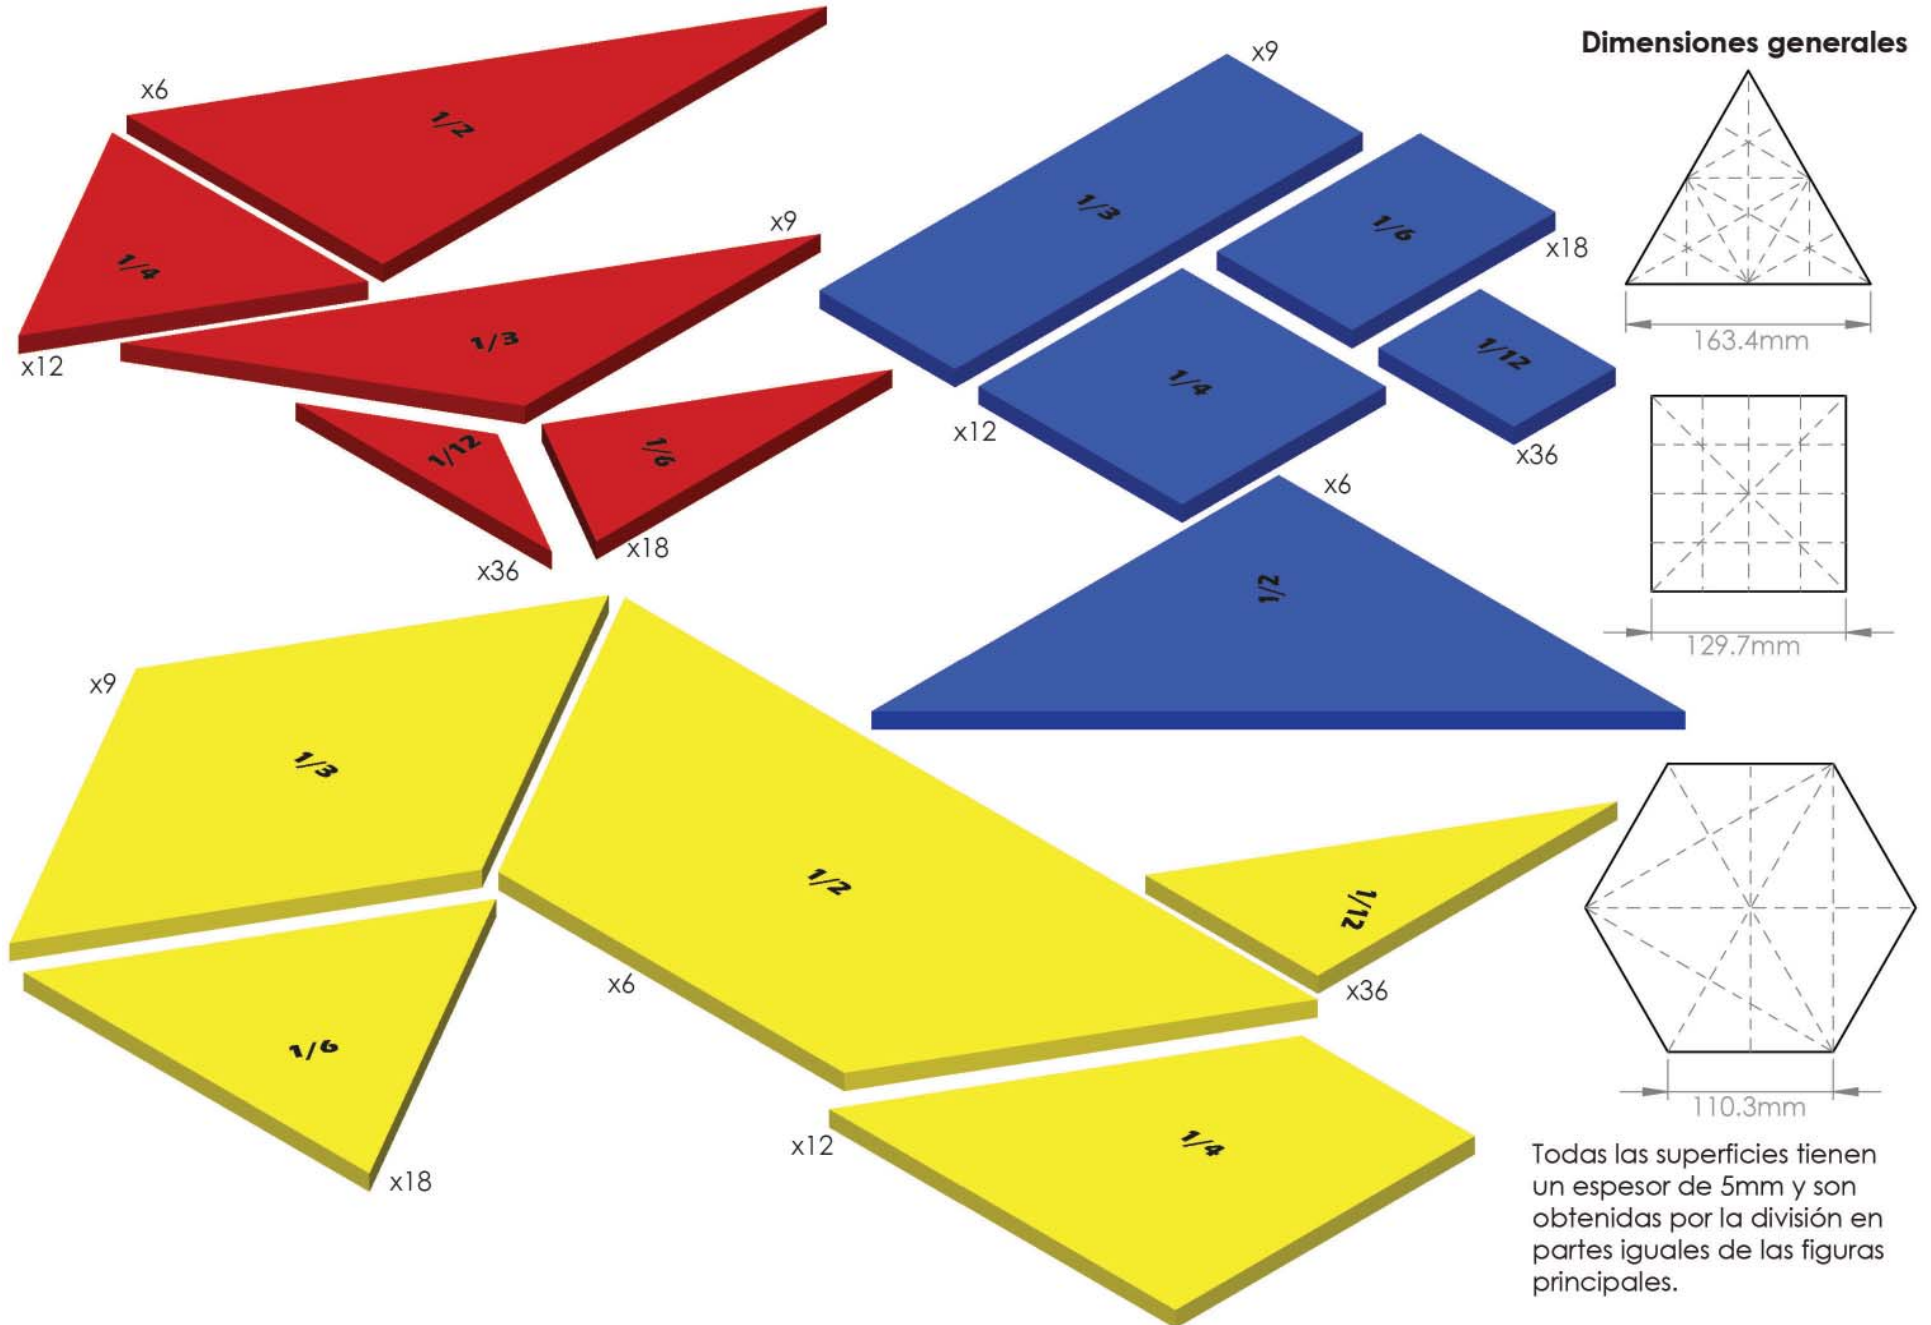 x6
1/2
1/4
x12
x9
1/3
1/12
x36
1/6
x18
x9
1/3
1/6
x18
1/4
x12
1/12
x36
x6
1/2
x9
1/3
1/6
x18
1/2
x6
1/12
x36
x12
1/4
Dimensiones generales
163.4mm
129.7mm
110.3mm
Todas las superficies tienen
un espesor de 5mm y son
obtenidas por la división en
partes iguales de las figuras
principales.